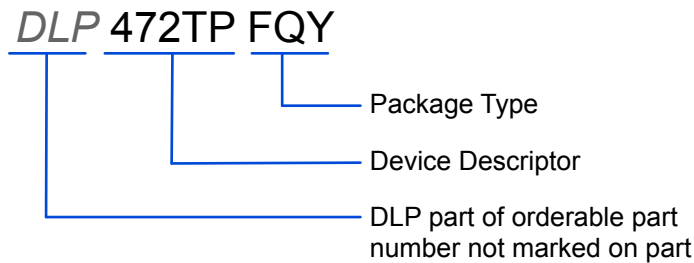 DLP 472TP FQY
Package Type
Device Descriptor
DLP part of orderable part
number not marked on part